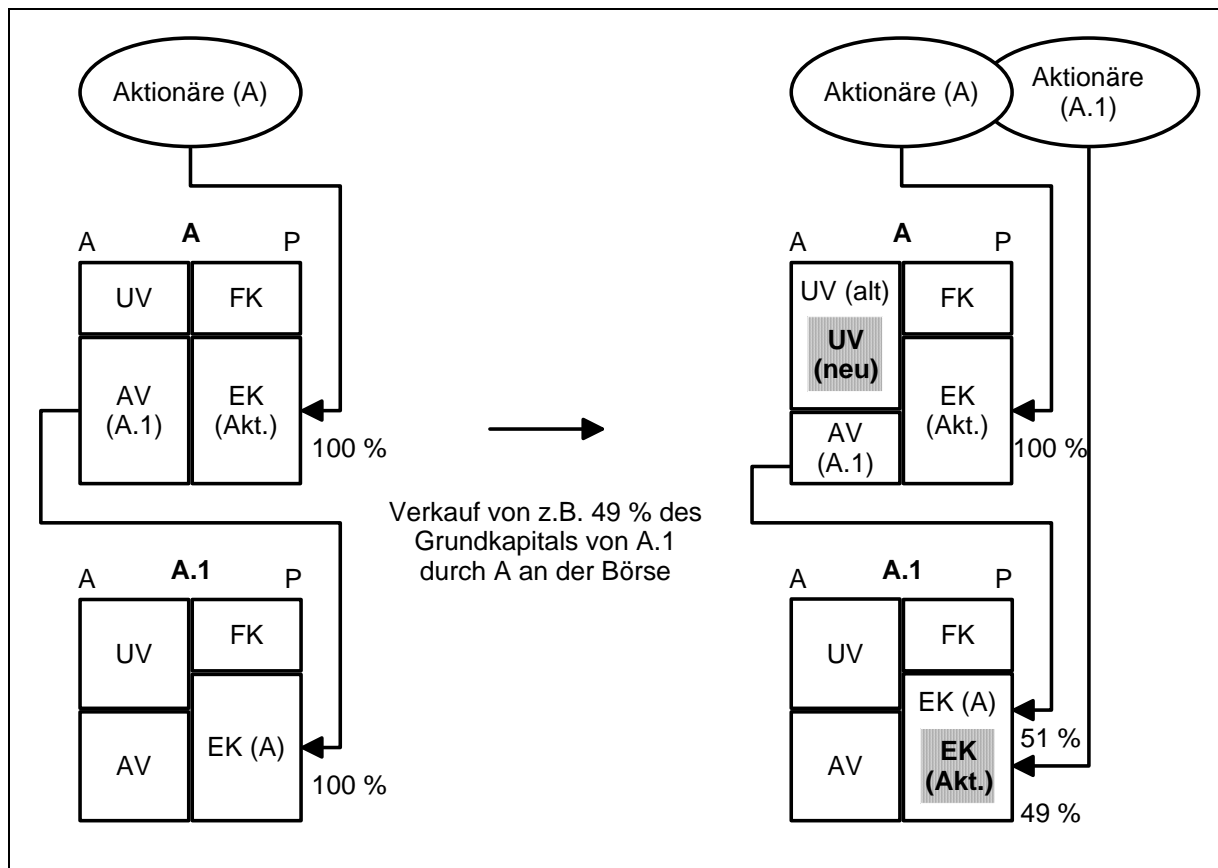 Aktionäre (A)
A A P
UV FK
AV
(A.1)
EK
(Akt.)
100 %
A A.1 P
UV
FK
AV
EK (A)
100 %
Verkauf von z.B. 49 % des
Grundkapitals von A.1
durch A an der Börse
Aktionäre (A)
Aktionäre
(A.1)
A A P
UV (alt)
UV
(neu)
FK
AV
(A.1)
EK
(Akt.)
100 %
A A.1 P
UV
FK
AV
EK (A)
EK
(Akt.)
51 %
49 %